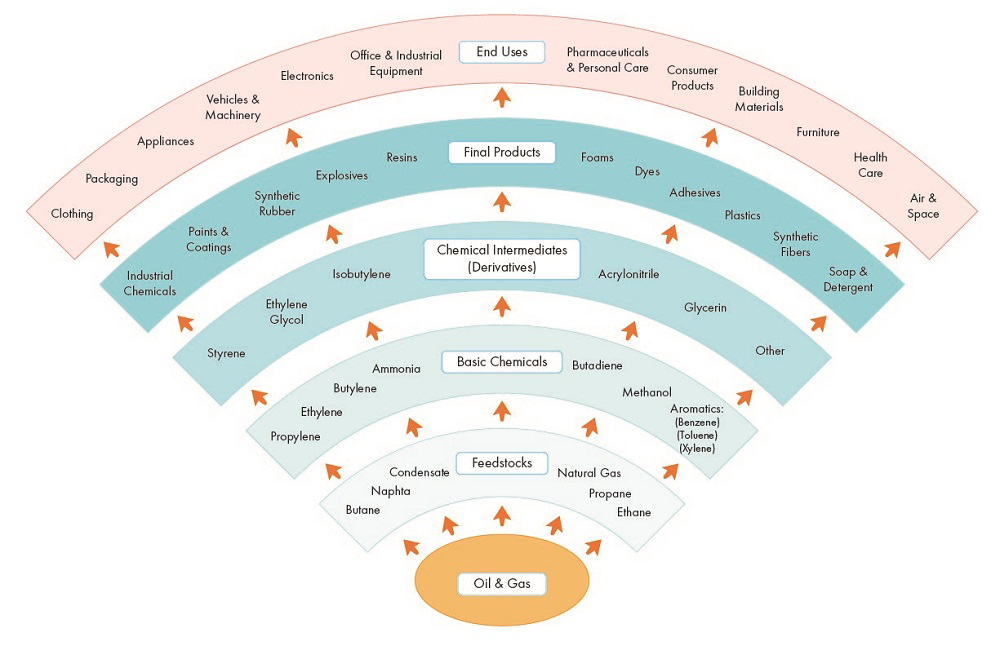 End Uses
Clothing
Packaging
Appliances
Vehicles &
Machinery
Electronics
Office & Industrial
Equipment
Pharmaceuticals
& Personal Care
Consumer
Products
Building
Materials
Furniture
Health
Care
Air &
Space
Final Products
Industrial
Chemicals
Paints &
Coatings
Synthetic
Rubber
Explosives
Resins
Foams
Dyes
Adhesives
Plastics
Synthetic
Fibers
Soap &
Detergent
Chemical Intermediates
(Derivatives)
Styrene
Ethylene
Glycol
Isobutylene
Acrylonitrile
Glycerin
Other
Basic Chemicals
Propylene
Ethylene
Butylene
Ammonia
Butadiene
Methanol
Aromatics:
(Benzene)
(Toluene)
(Xylene)
Feedstocks
Butane
Naphta
Condensate
Natural Gas
Propane
Ethane
Oil & Gas